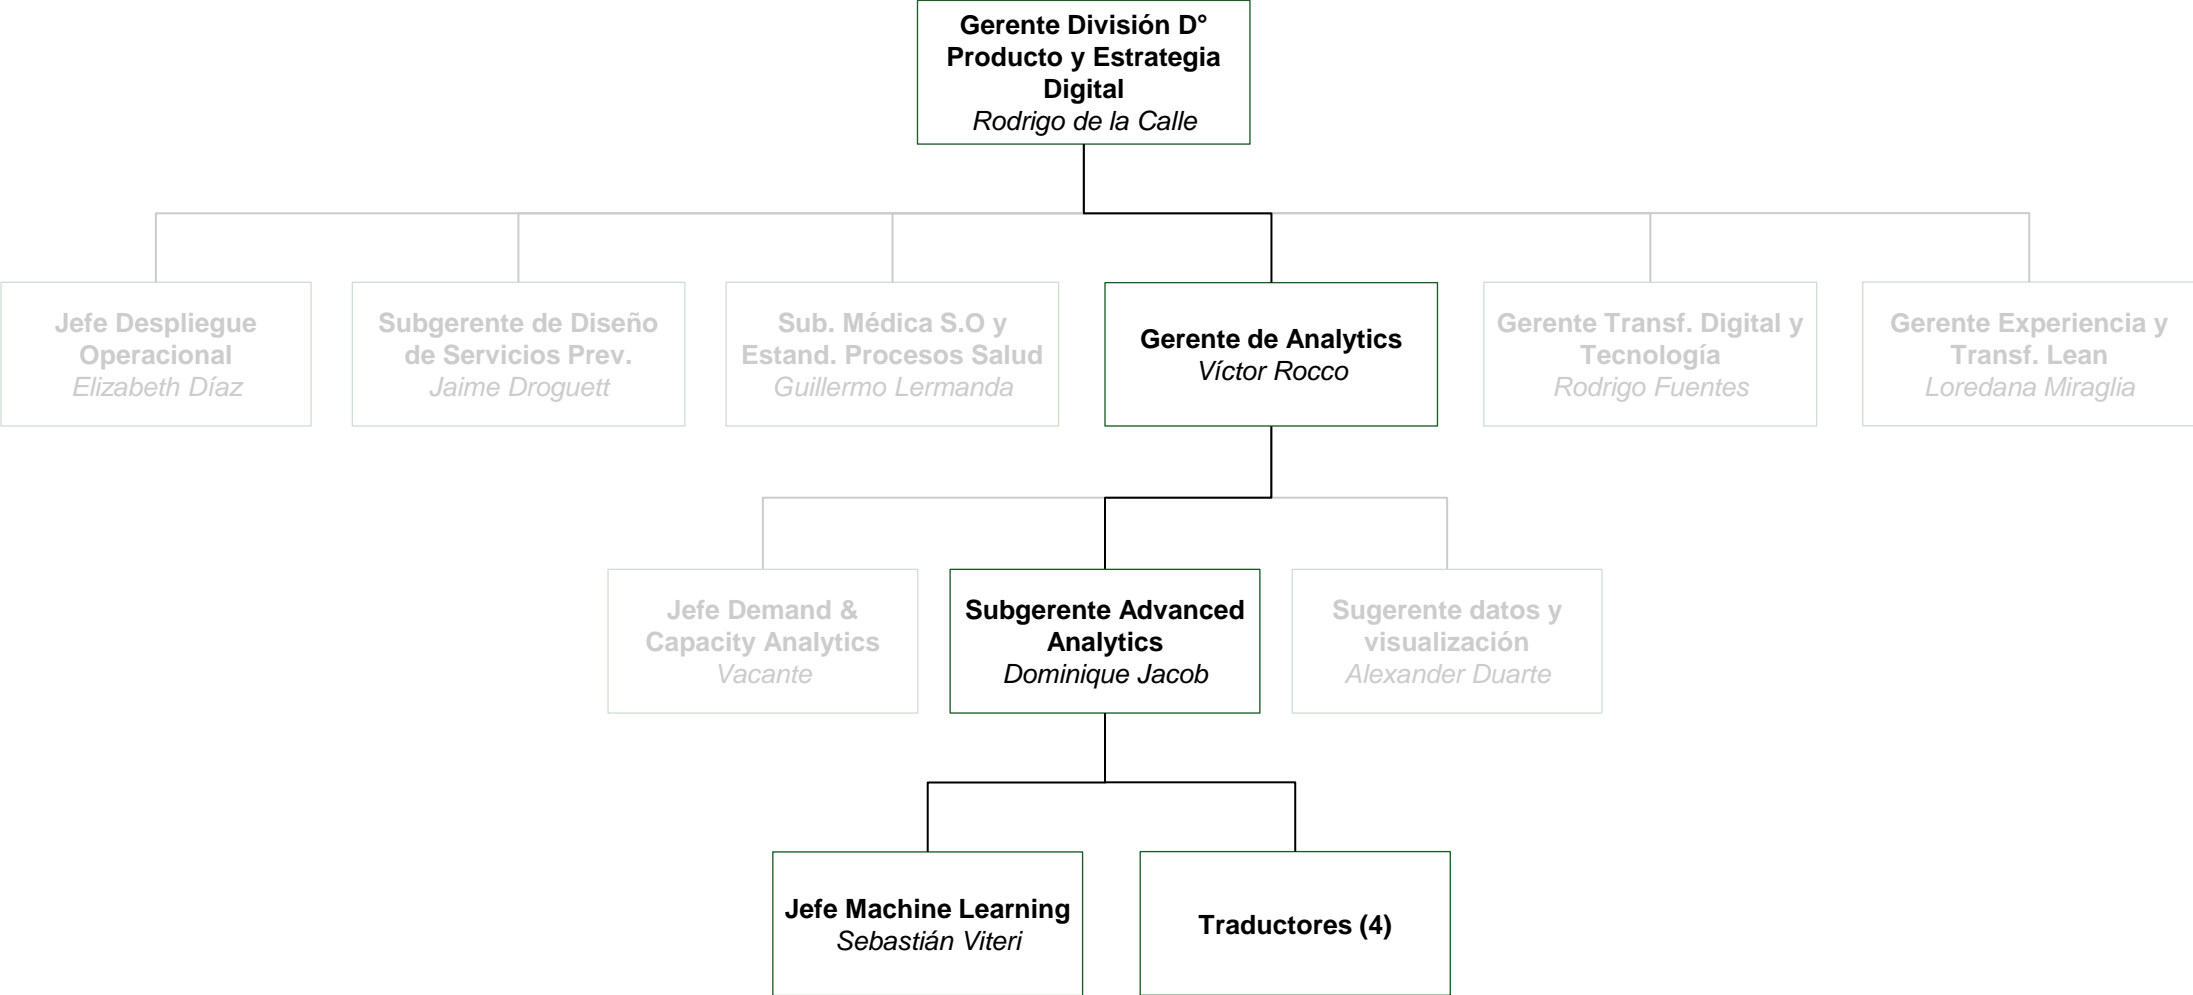 Gerente División D°
Producto y Estrategia
Digital
Rodrigo de la Calle
Jefe Despliegue
Operacional
Elizabeth Díaz
Subgerente de Diseño
de Servicios Prev.
Jaime Droguett
Sub. Médica S.O y
Estand. Procesos Salud
Guillermo Lermanda
Gerente de Analytics
Víctor Rocco
Gerente Transf. Digital y
Tecnología
Rodrigo Fuentes
Gerente Experiencia y
Transf. Lean
Loredana Miraglia
Jefe Demand &
Capacity Analytics
Vacante
Subgerente Advanced
Analytics
Dominique Jacob
Sugerente datos y
visualización
Alexander Duarte
Jefe Machine Learning
Sebastián Viteri
Traductores (4)